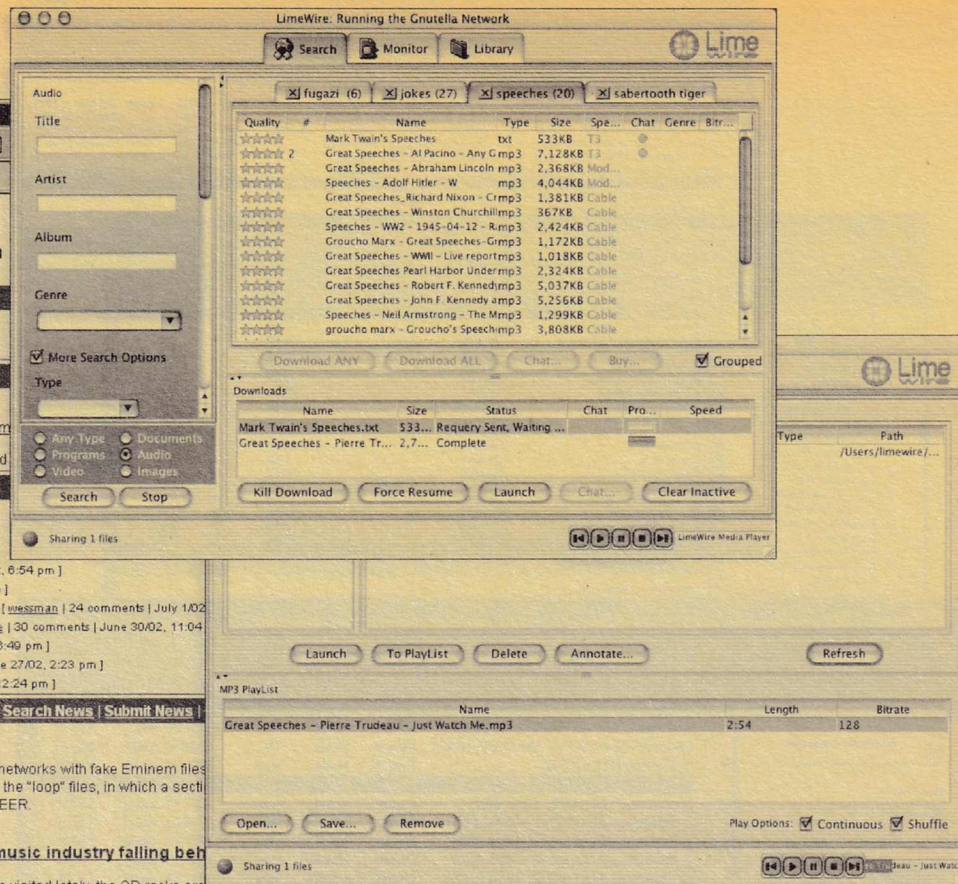 LimeWire: Running the Gnutella Network
Search Monitor Library
Lime
Wire
Audio
Title
Artist
Album
Genre
More Search Options
Type
Any Type Documents
Programs Audio
Video Images
Search Stop
fugazi (6) jokes (27) speeches (20) sabertooth tiger
Quality # Name Type Size Spe... Chat Genre Bitr...
Mark Twain's Speeches txt 533KB T3
2 Great Speeches - Al Pacino - Any G mp3 7,128KB T3
Great Speeches - Abraham Lincoln mp3 2,368KB Mod...
Speeches - Adolf Hitler - W mp3 4,044KB Mod...
Great Speeches_Richard Nixon - Cr mp3 1,381KB Cable
Great Speeches - Winston Churchill mp3 367KB Cable
Speeches - WW2 - 1945-04-12 - R mp3 2,424KB Cable
Groucho Marx - Great Speeches-Gr mp3 1,172KB Cable
Great Speeches - WWII - Live report mp3 1,018KB Cable
Great Speeches Pearl Harbor Under mp3 2,324KB Cable
Great Speeches - Robert F. Kennedy mp3 5,037KB Cable
Great Speeches - John F. Kennedy a mp3 5,256KB Cable
Speeches - Neil Armstrong - The M mp3 1,299KB Cable
groucho marx - Groucho's Speech mp3 3,808KB Cable
Download ANY Download ALL Chat... Buy... Grouped
Downloads
Name Size Status Chat Pro... Speed
Mark Twain's Speeches.txt 533... Requery Sent, Waiting ...
Great Speeches - Pierre Tr... 2,7... Complete
Kill Download Force Resume Launch Chat... Clear Inactive
Sharing 1 files
LimeWire Media Player
Lime
Wire
Type Path
/Users/limewire/...
Launch To PlayList Delete Annotate... Refresh
MP3 PlayList
Name Length Bitrate
Great Speeches - Pierre Trudeau - Just Watch Me.mp3 2:54 128
Open... Save... Remove
Play Options: Continuous Shuffle
Sharing 1 files
deau - Just Watc
, 6:54 pm ]
]
[ wessman | 24 comments | July 1/02
| 30 comments | June 30/02, 11:04
:49 pm ]
e 27/02, 2:23 pm ]
2:24 pm ]
Search News | Submit News |
networks with fake Eminem files
the "loop" files, in which a secti
EER.
music industry falling beh